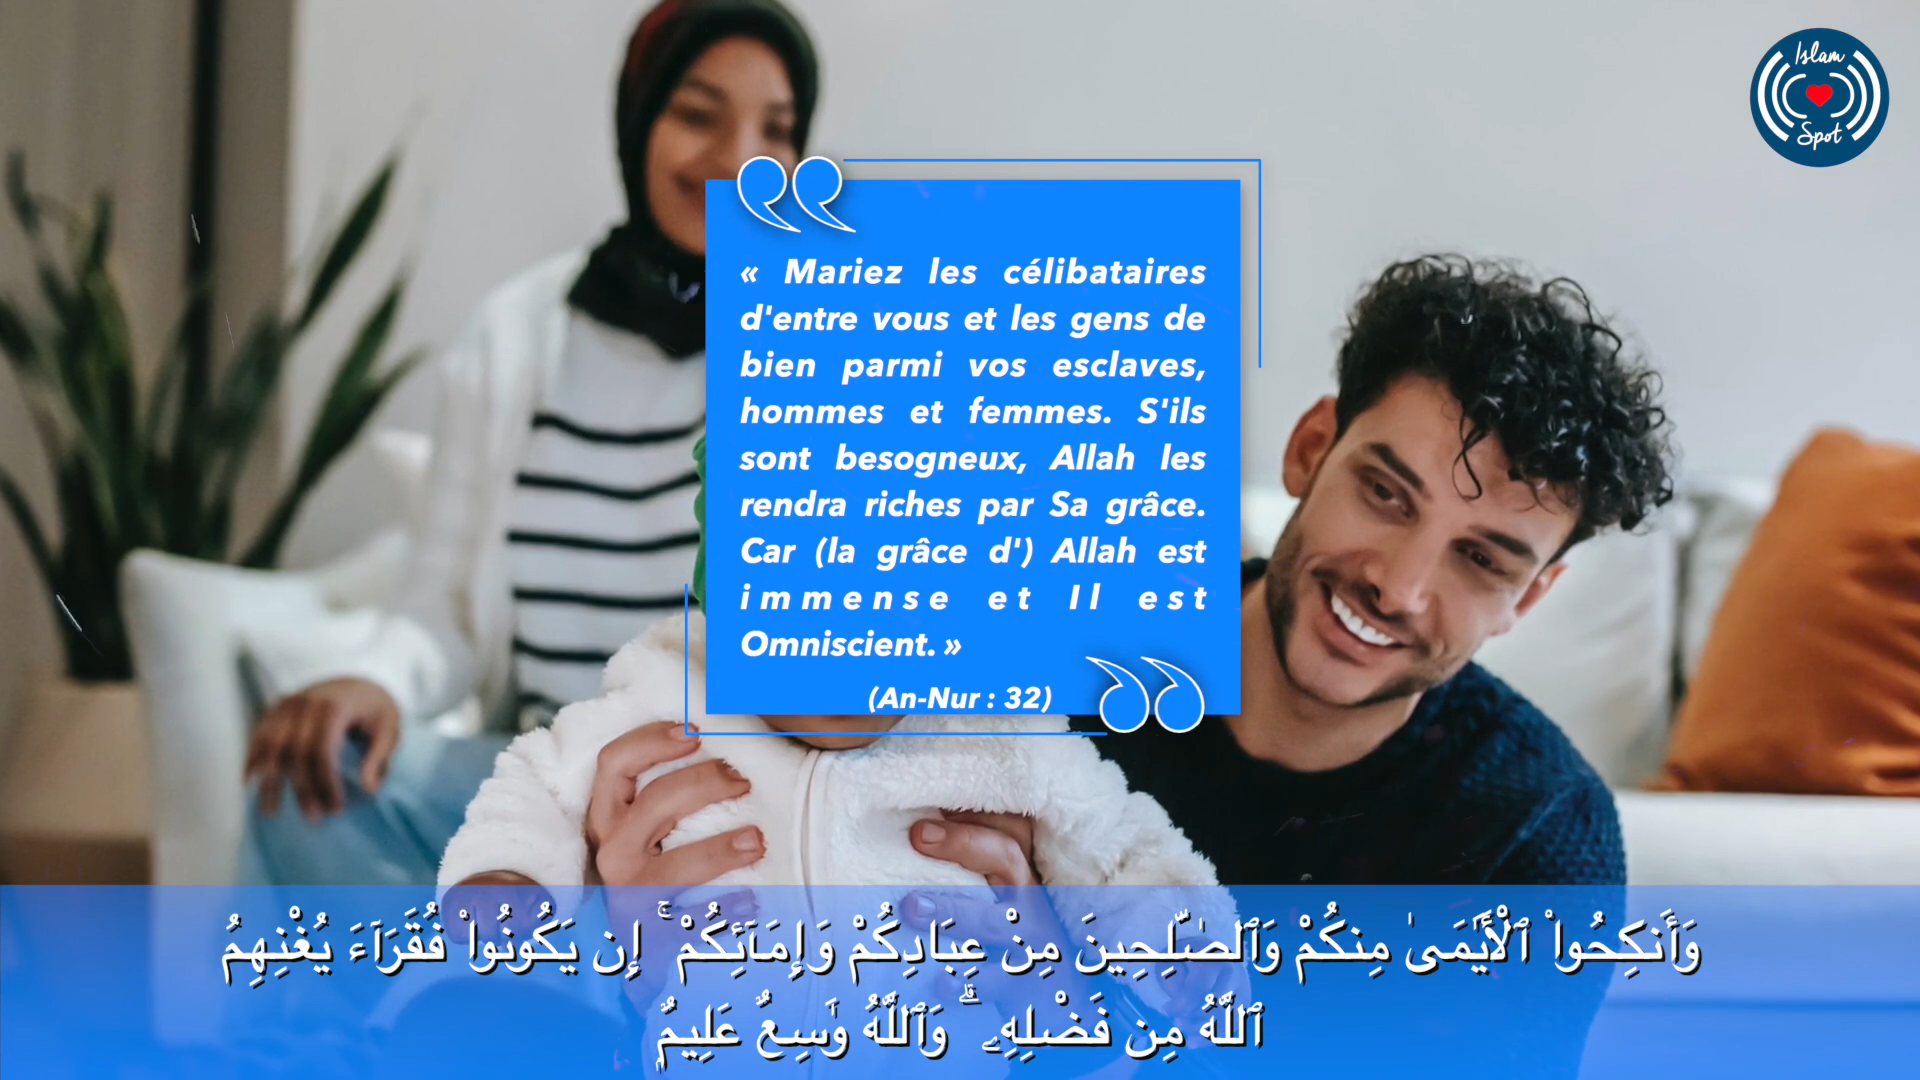 Islam
Spot
« Mariez les célibataires
d'entre vous et les gens de
bien parmi vos esclaves,
hommes et femmes. S'ils
sont besogneux, Allah les
rendra riches par Sa grâce.
Car (la grâce d') Allah est
immense et Il est
Omniscient. »
(An-Nur : 32)
وَأَنكِحُوا۟ ٱلْأَيَـٰمَىٰ مِنكُمْ وَٱلصَّـٰلِحِينَ مِنْ عِبَادِكُمْ وَإِمَآئِكُمْ ۚ إِن يَكُونُوا۟ فُقَرَآءَ يُغْنِهِمُ
ٱللَّهُ مِن فَضْلِهِۦ ۗ وَٱللَّهُ وَٰسِعٌ عَلِيمٌ